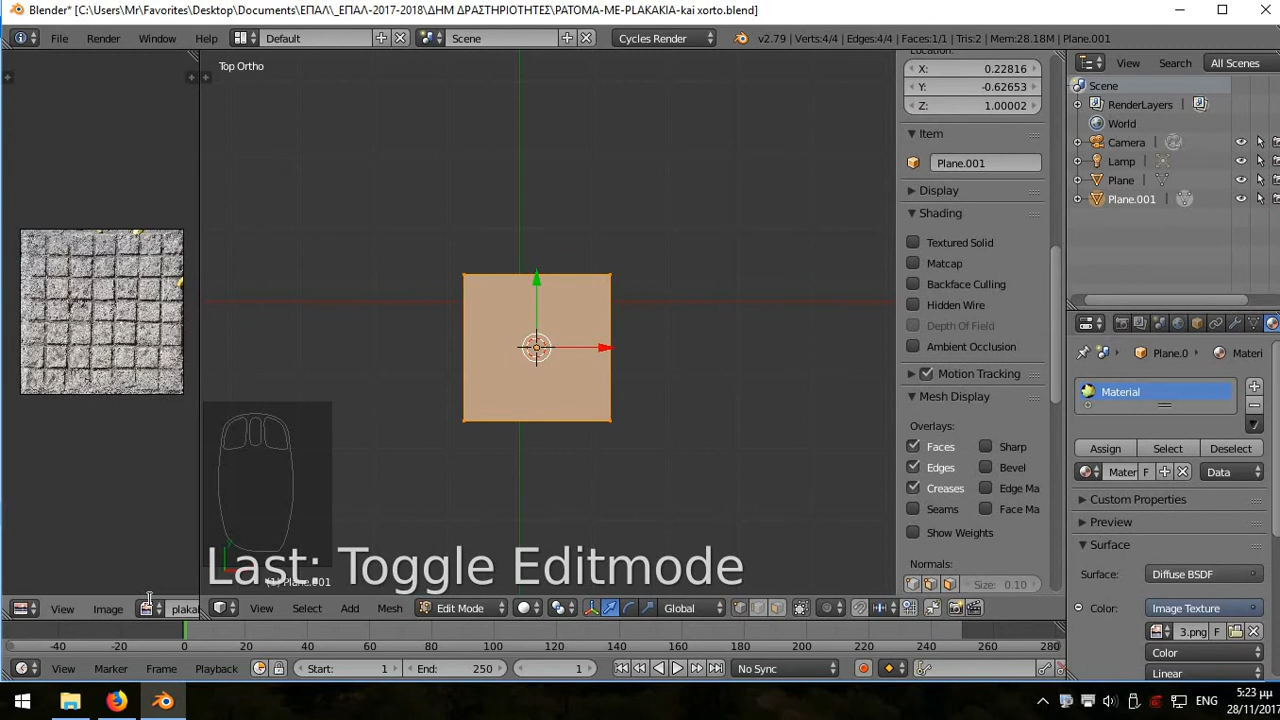 Blender* [C:\Users\Mr\Favorites\Desktop\Documents\ΕΠΑΛ\_ΕΠΑΛ-2017-2018\ΔΗΜ ΔΡΑΣΤΗΡΙΟΤΗΤΕΣ\PATOMA-ME-PLAKAKIA-kai xorto.blend]
File Render Window Default Scene Cycles Render v2.79 | Verts:4/4 | Edges:4/4 | Faces:1/1 | Tris:2 | Mem:28.18M | Plane.001
Top Ortho
Location:
X: 0.22816
Y: -0.62653
Z: 1.00002
Item
Plane.001
Display
Shading
Textured Solid
Matcap
Backface Culling
Hidden Wire
Depth Of Field
Ambient Occlusion
Motion Tracking
Mesh Display
Overlays:
Faces Sharp
Edges Bevel
Creases Edge Ma
Seams Face Ma
Show Weights
Normals:
Size: 0.10
View Search All Scenes
Scene
RenderLayers
World
Camera
Lamp
Plane
Plane.001
Plane.0 Materi
Material
Assign Select Deselect
Mater F Data
Custom Properties
Preview
Surface
Surface: Diffuse BSDF
Color: Image Texture
3.png F
Color
Linear
Last: Toggle Editmode
(1) Plane.001
View Image plaka
View Select Add Mesh Edit Mode Global
-40 -20 0 20 40 60 80 100 120 140 160 180 200 220 240 260 280
View Marker Frame Playback Start: 1 End: 250 1 No Sync
ENG
5:23 μμ
28/11/2017